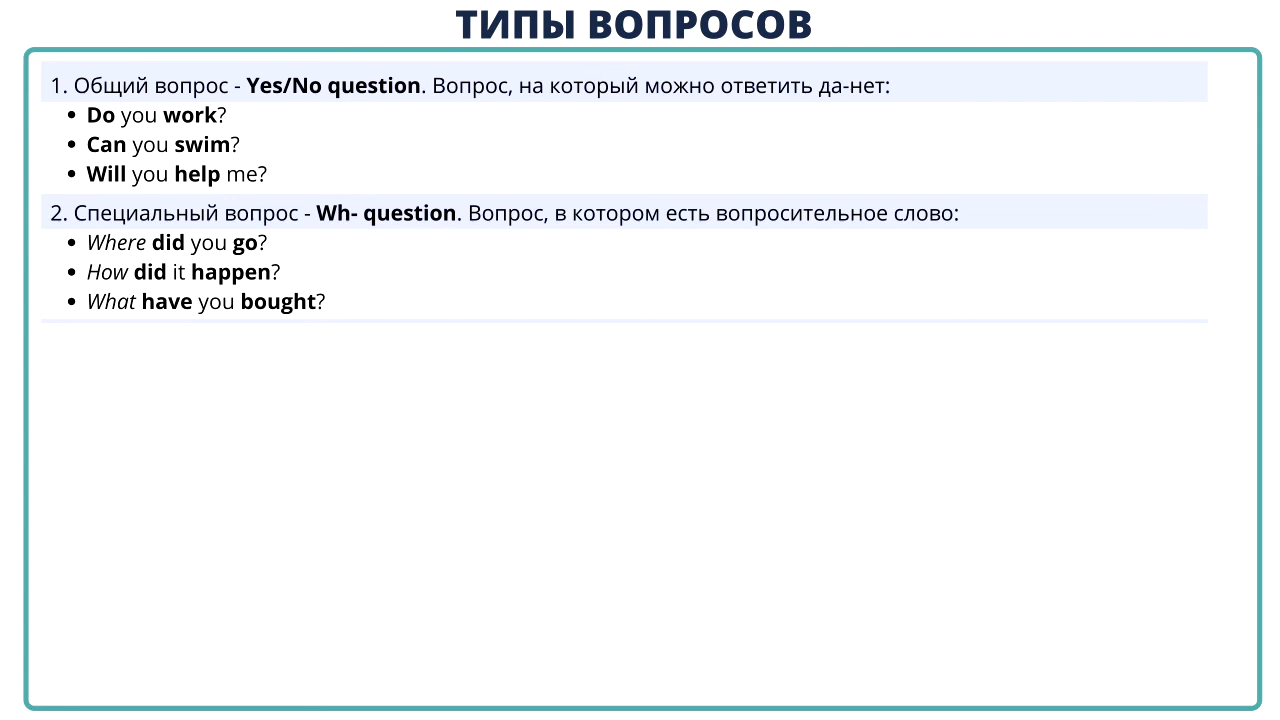 ТИПЫ ВОПРОСОВ
1. Общий вопрос - Yes/No question. Вопрос, на который можно ответить да-нет:
• Do you work?
• Can you swim?
• Will you help me?
2. Специальный вопрос - Wh- question. Вопрос, в котором есть вопросительное слово:
• Where did you go?
• How did it happen?
• What have you bought?